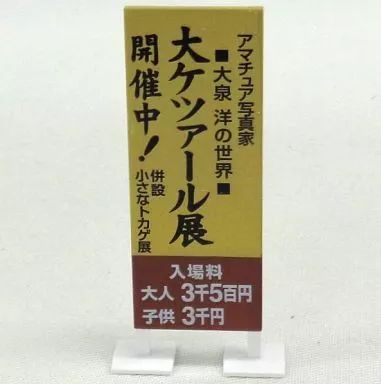 アマチュア写真家
■大泉 洋の世界■
大ケツァール展
開催中!
併設
小さなトカゲ展
入場料
大人 3千5百円
子供 3千円